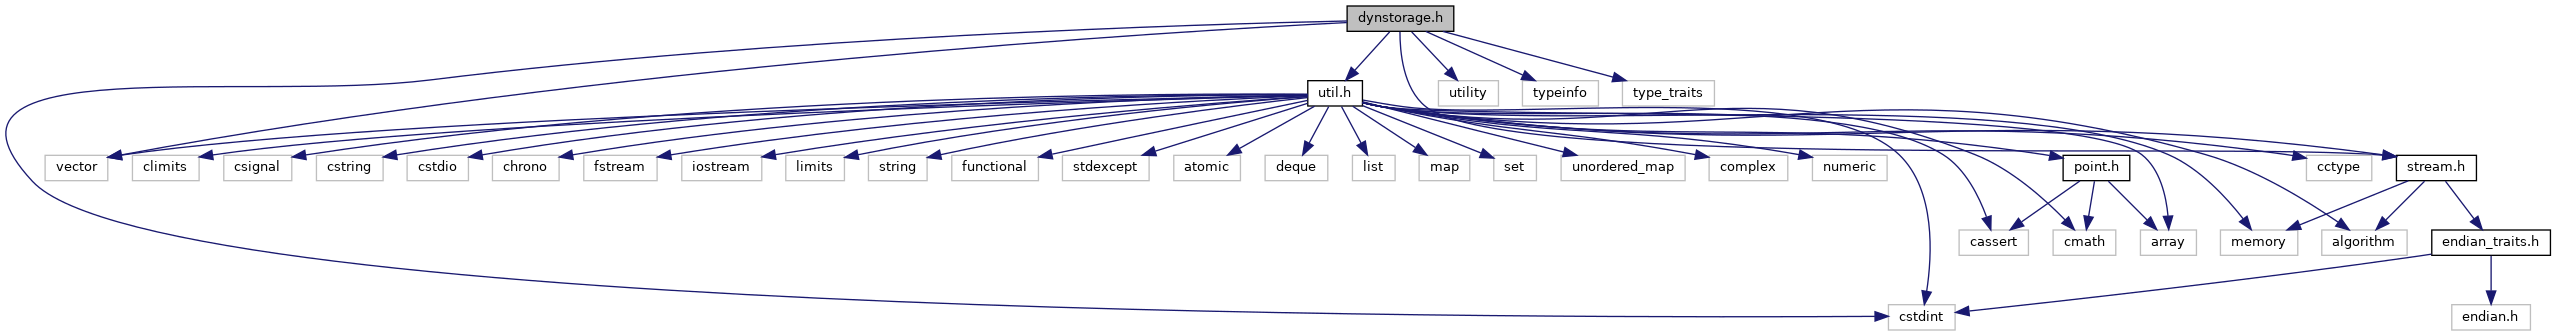 dynstorage.h
util.h
utility
typeinfo
type_traits
vector
climits
csignal
cstring
cstdio
chrono
fstream
iostream
limits
string
functional
stdexcept
atomic
deque
list
map
set
unordered_map
complex
numeric
point.h
cctype
stream.h
cassert
cmath
array
memory
algorithm
endian_traits.h
cstdint
endian.h